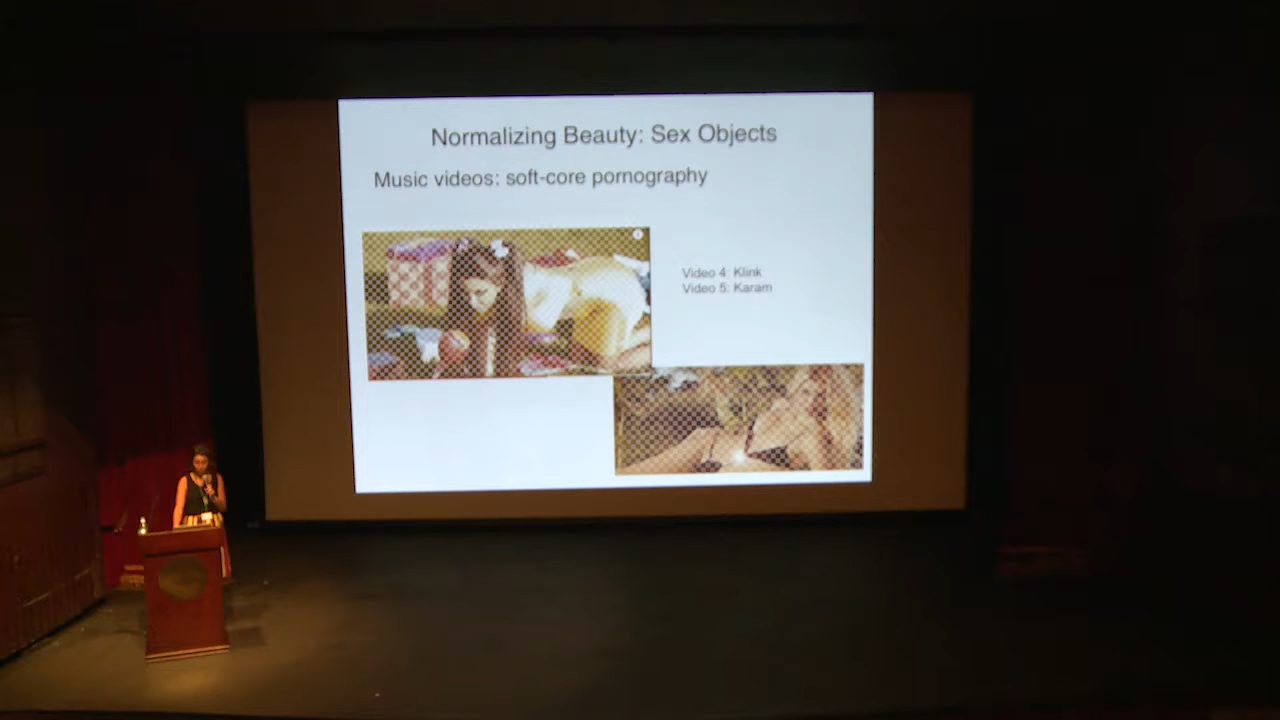 Normalizing Beauty: Sex Objects
Music videos: soft-core pornography
Video 4: Klink
Video 5: Karam